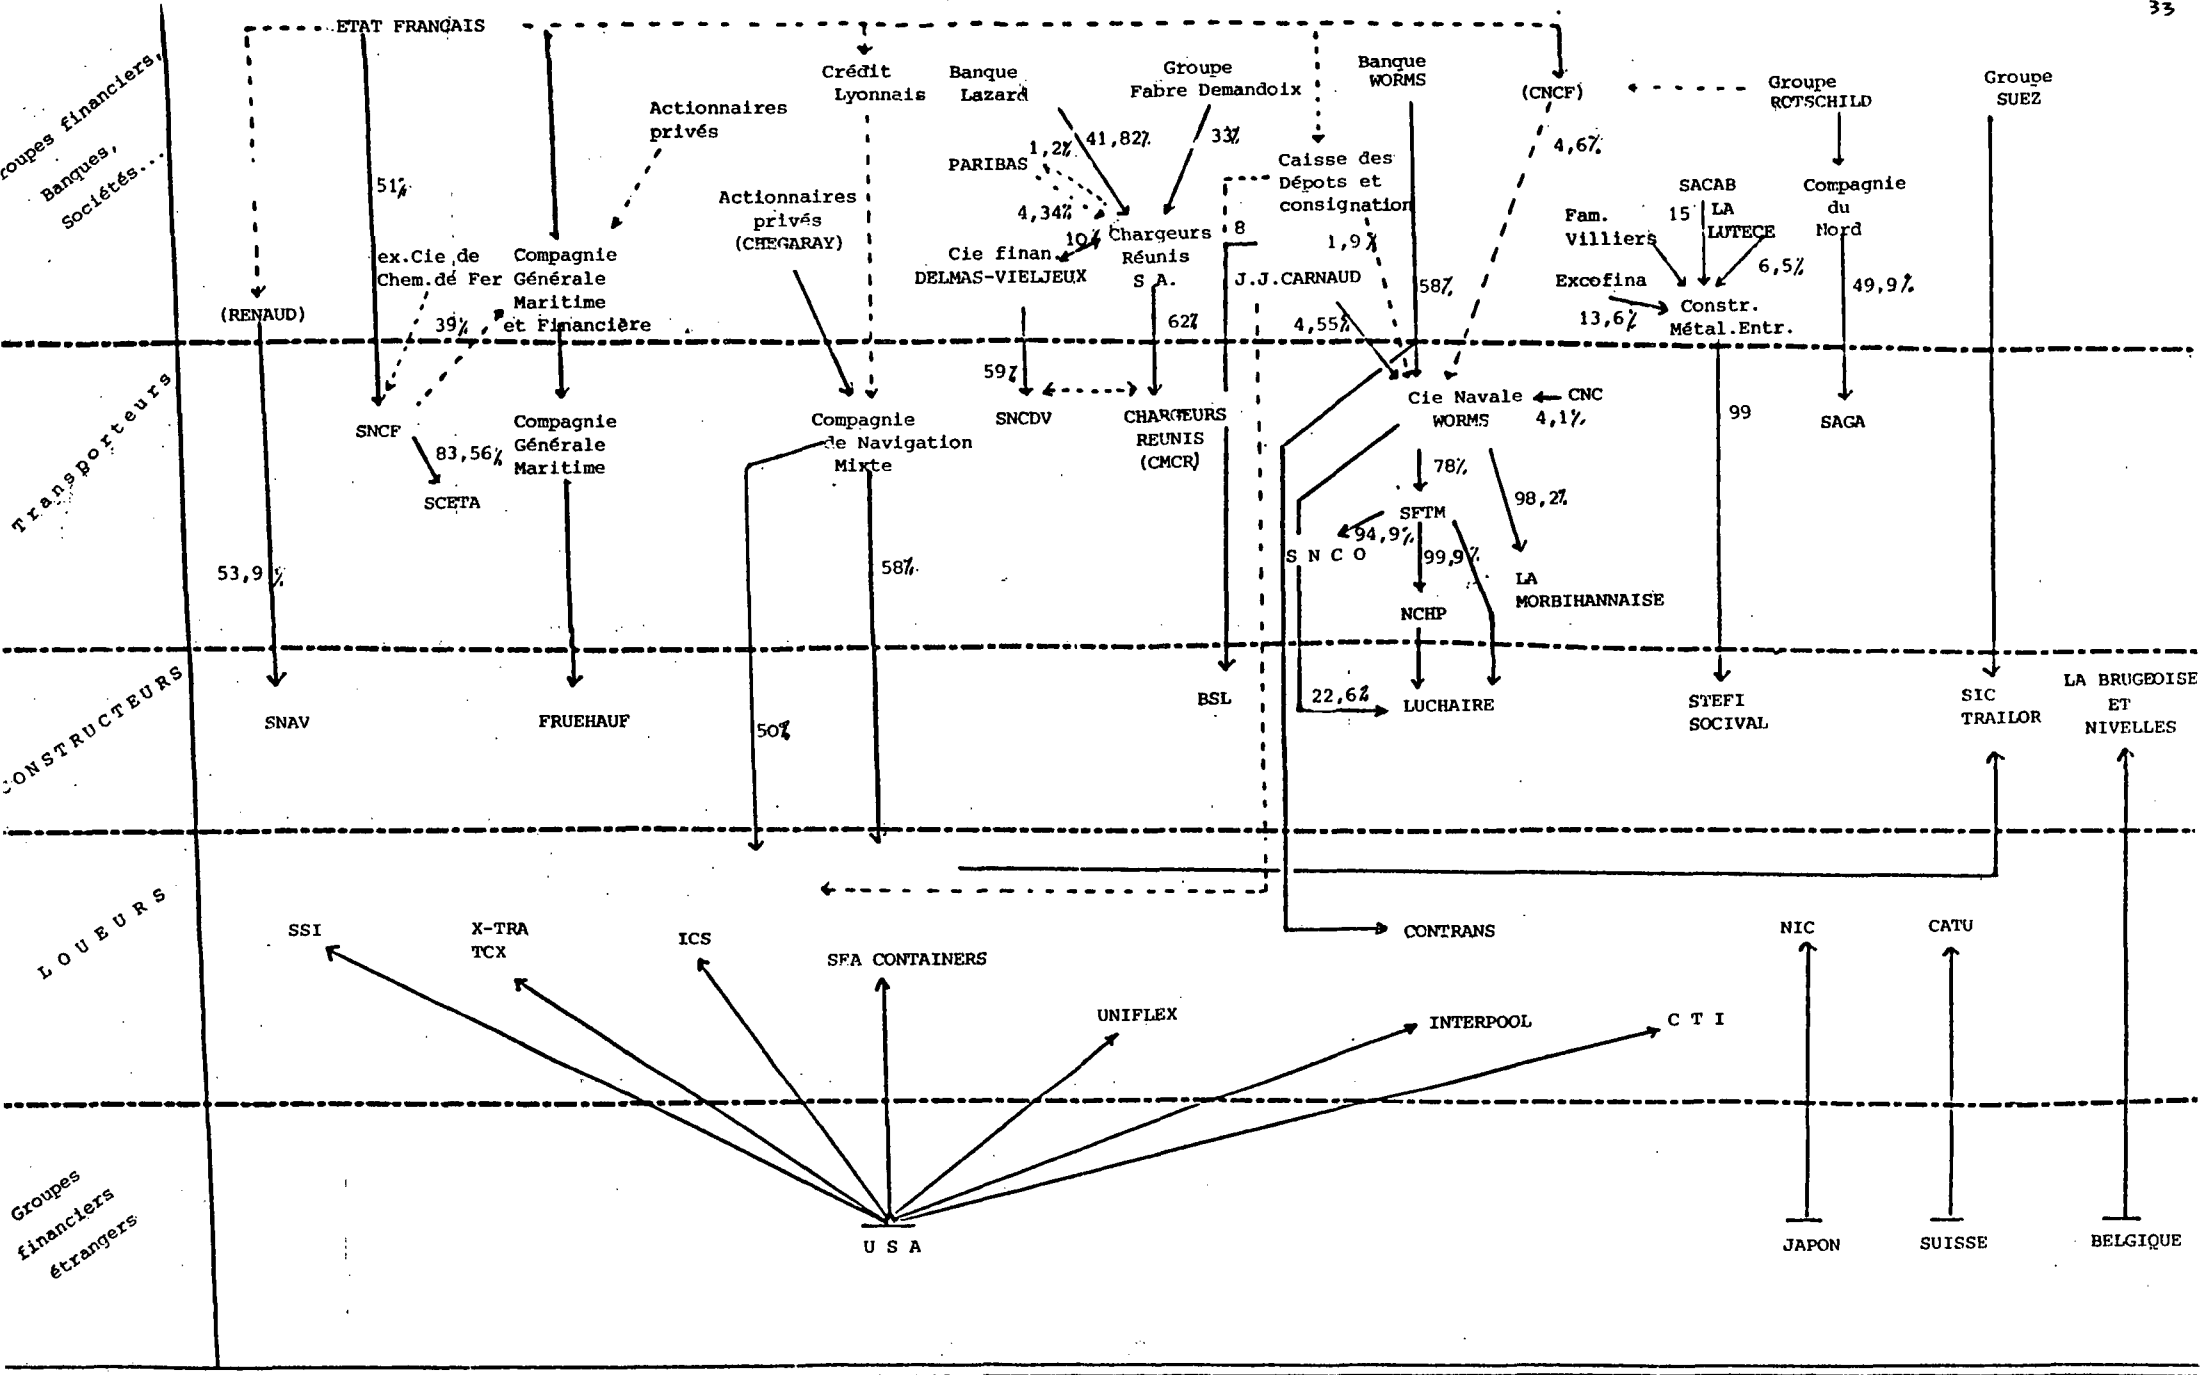 33
ETAT FRANÇAIS
Groupes financiers,
Banques,
Sociétés...
Actionnaires
privés
Crédit
Lyonnais
Banque
Lazard
Groupe
Fabre Demandoix
Banque
WORMS
(CNCF)
Groupe
ROTSCHILD
Groupe
SUEZ
51%
PARIBAS
1,2%
41,82%
33%
4,34%
10%
Caisse des
Dépots et
consignation
4,6%
Actionnaires
privés
(CHEGARAY)
Cie finan.
DELMAS-VIELJEUX
Chargeurs
Réunis
S A.
8
1,9%
J.J.CARNAUD
58%
Fam.
Villiers
SACAB
15
LA
LUTECE
6,5%
Excofina
13,6%
Constr.
Métal.Entr.
Compagnie
du
Nord
49,9%
ex.Cie de
Chem.de Fer
Compagnie
Générale
Maritime
et Financière
(RENAUD)
39%
62%
4,55%
Transporteurs
59%
SNCF
83,56%
SCETA
Compagnie
Générale
Maritime
Compagnie
de Navigation
Mixte
SNCDV
CHARGEURS
REUNIS
(CMCR)
Cie Navale
WORMS
CNC
4,1%
99
SAGA
78%
98,2%
SFTM
94,9%
S N C O
99,9%
LA
MORBIHANNAISE
NCHP
53,9%
58%
CONSTRUCTEURS
SNAV
FRUEHAUF
50%
BSL
22,6%
LUCHAIRE
STEFI
SOCIVAL
SIC
TRAILOR
LA BRUGEOISE
ET
NIVELLES
LOUEURS
SSI
X-TRA
TCX
ICS
SEA CONTAINERS
UNIFLEX
CONTRANS
INTERPOOL
C T I
NIC
CATU
Groupes
financiers
étrangers
U S A
JAPON
SUISSE
BELGIQUE